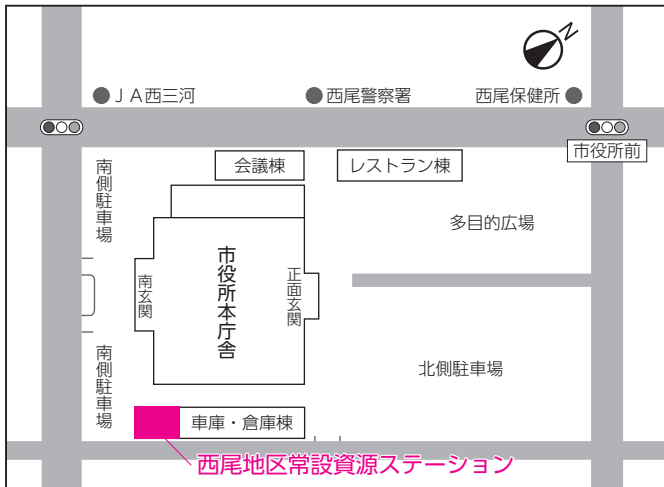 N
ＪＡ西三河
西尾警察署
西尾保健所
市役所前
会議棟
レストラン棟
南側駐車場
多目的広場
市役所本庁舎
南玄関
正面玄関
南側駐車場
北側駐車場
車庫・倉庫棟
西尾地区常設資源ステーション